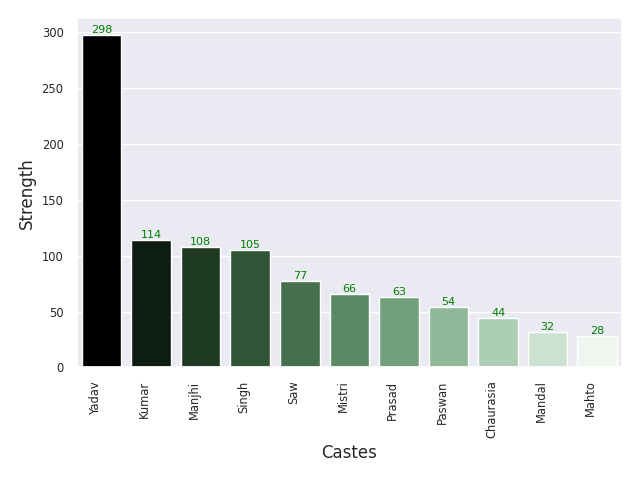 300
250
200
150
100
50
0
Strength
298
114
108
105
77
66
63
54
44
32
28
Yadav
Kumar
Manjhi
Singh
Saw
Mistri
Prasad
Paswan
Chaurasia
Mandal
Mahto
Castes